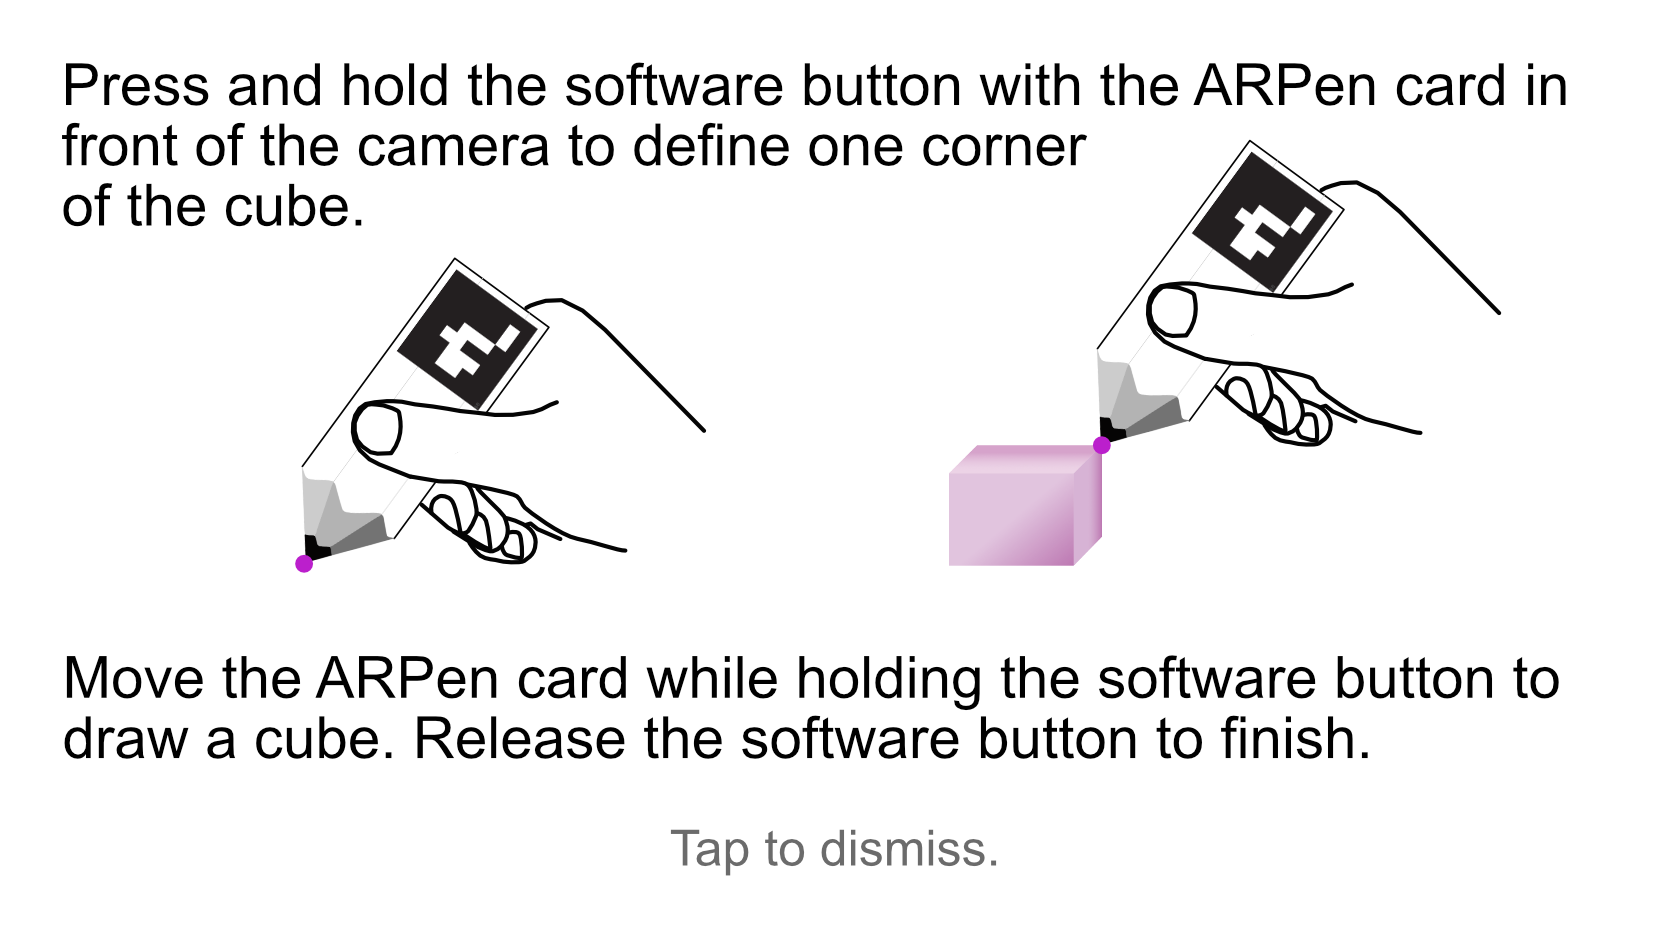 Press and hold the software button with the ARPen card in
front of the camera to define one corner
of the cube.
Move the ARPen card while holding the software button to
draw a cube. Release the software button to finish.
Tap to dismiss.